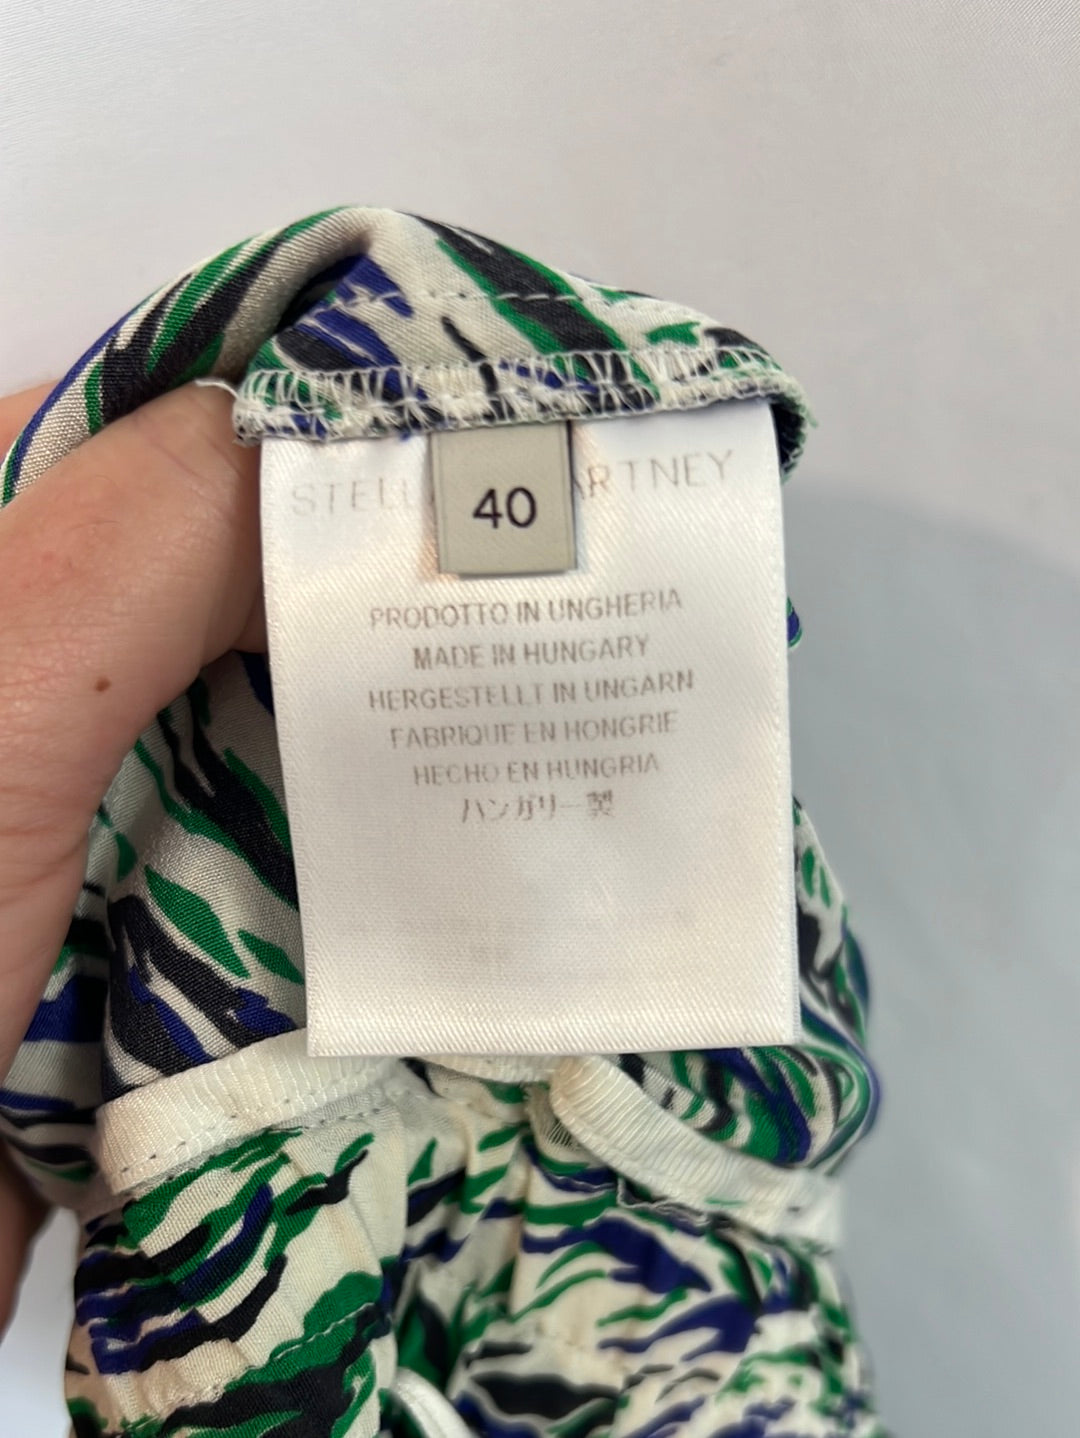 STELL ARTNEY
40
PRODOTTO IN UNGHERIA
MADE IN HUNGARY
HERGESTELLT IN UNGARN
FABRIQUE EN HONGRIE
HECHO EN HUNGRIA
ハンガリー製